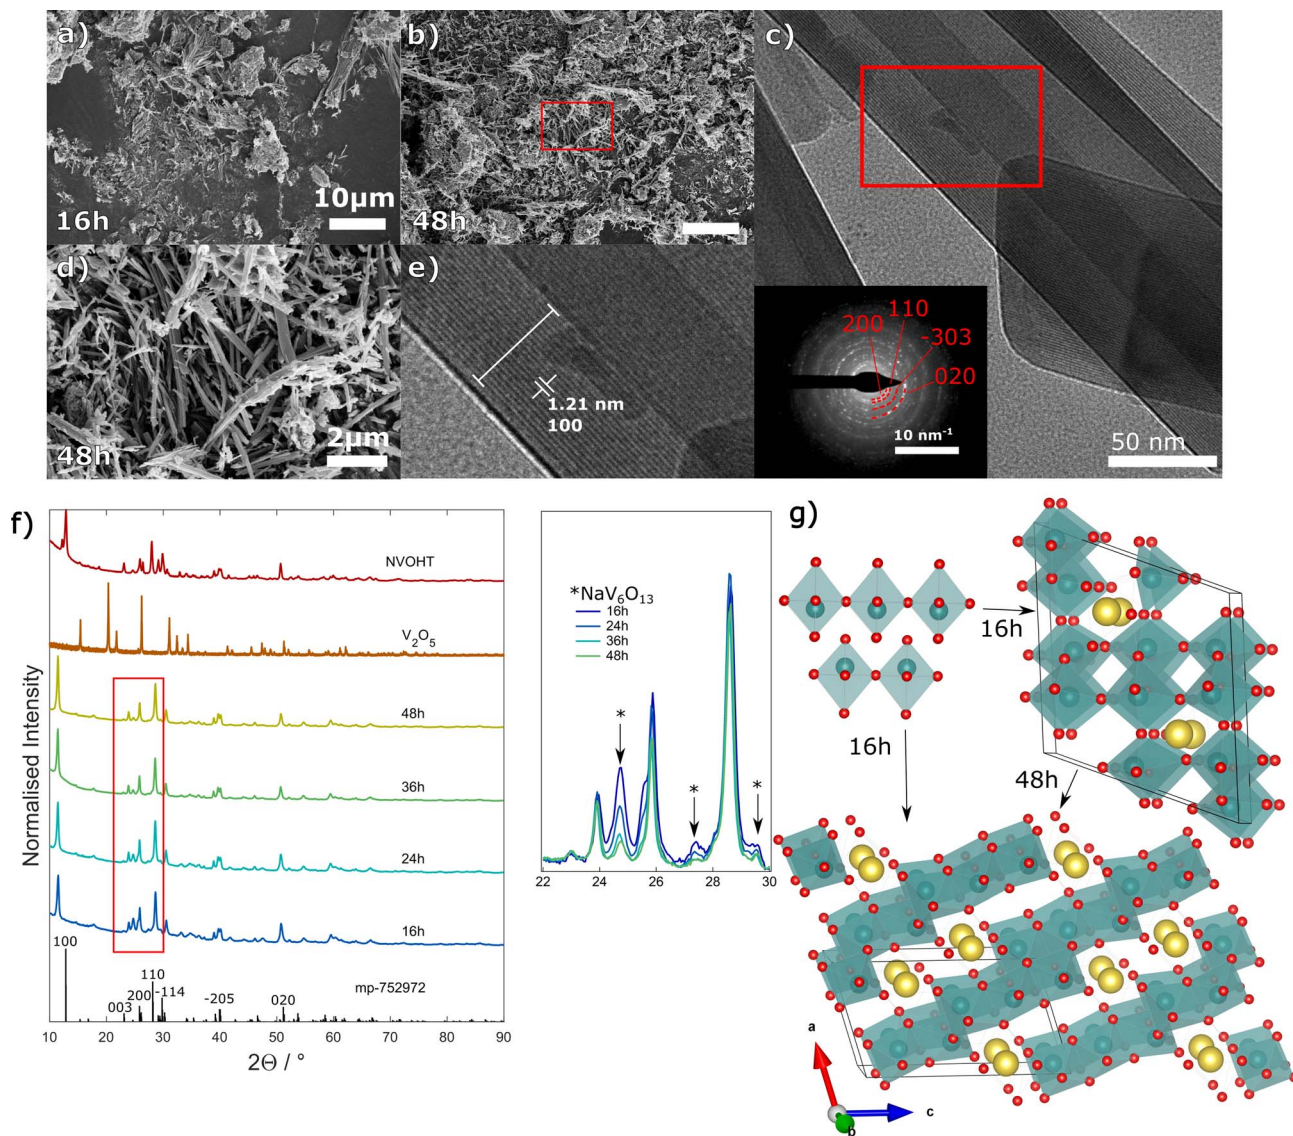 a)
16h
10µm
b)
48h
c)
50 nm
200
110
-303
020
10 nm⁻¹
d)
48h
2µm
e)
1.21 nm
100
f)
Normalised Intensity
NVOHT
V₂O₅
48h
36h
24h
16h
100
003
200
110
-114
-205
020
mp-752972
10 20 30 40 50 60 70 80 90
2Θ / °
*NaV₆O₁₃
16h
24h
36h
48h
*
*
*
22 24 26 28 30
g)
16h
16h
48h
a
b
c